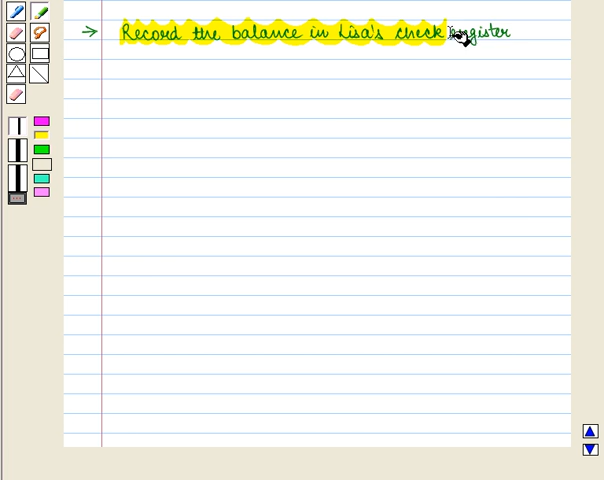 → Record the balance in Lisa's check register